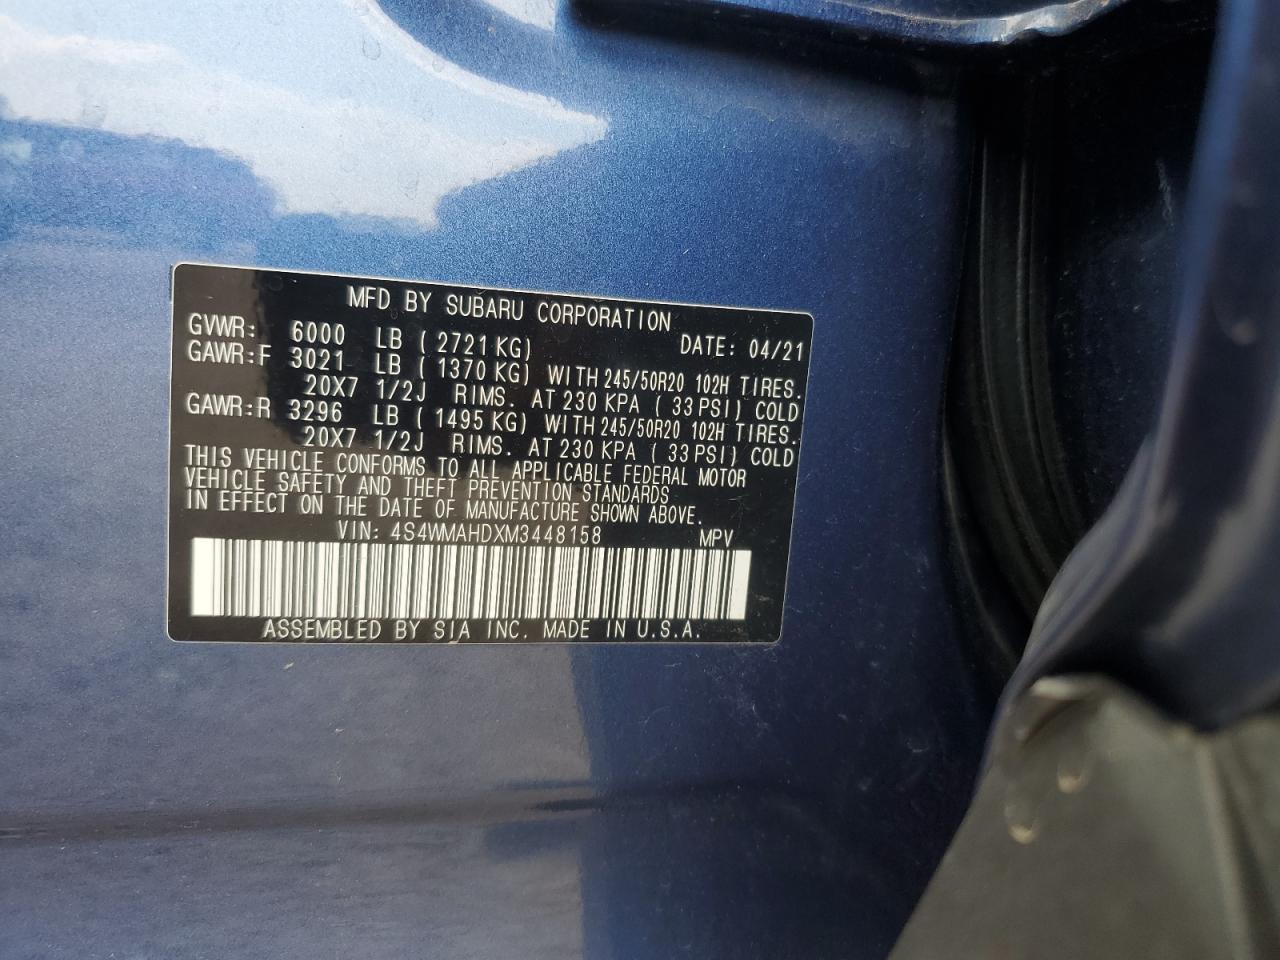 MFD BY SUBARU CORPORATION
GVWR: 6000 LB ( 2721 KG) DATE: 04/21
GAWR:F 3021 LB ( 1370 KG) WITH 245/50R20 102H TIRES.
20X7 1/2J RIMS. AT 230 KPA ( 33 PSI) COLD
GAWR:R 3296 LB ( 1495 KG) WITH 245/50R20 102H TIRES.
20X7 1/2J RIMS. AT 230 KPA ( 33 PSI) COLD
THIS VEHICLE CONFORMS TO ALL APPLICABLE FEDERAL MOTOR
VEHICLE SAFETY AND THEFT PREVENTION STANDARDS
IN EFFECT ON THE DATE OF MANUFACTURE SHOWN ABOVE.
VIN: 4S4WMAHDXM3448158 MPV
ASSEMBLED BY SIA INC. MADE IN U.S.A.